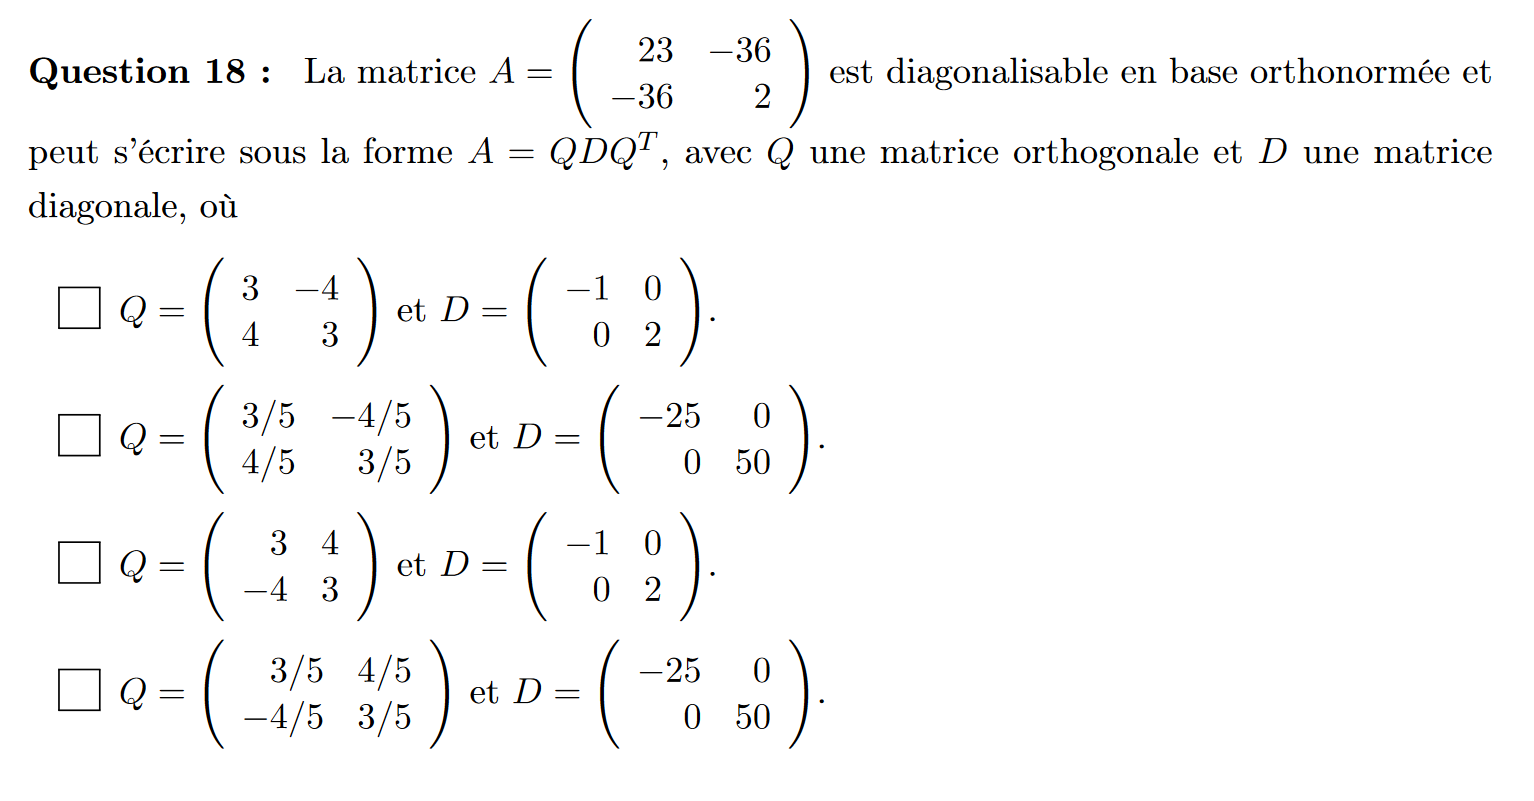 Question 18 : La matrice $A = \begin{pmatrix} 23 & -36 \\ -36 & 2 \end{pmatrix}$ est diagonalisable en base orthonormée et
peut s'écrire sous la forme $A = QDQ^T$, avec $Q$ une matrice orthogonale et $D$ une matrice
diagonale, où
☐ $Q = \begin{pmatrix} 3 & -4 \\ 4 & 3 \end{pmatrix}$ et $D = \begin{pmatrix} -1 & 0 \\ 0 & 2 \end{pmatrix}$.
☐ $Q = \begin{pmatrix} 3/5 & -4/5 \\ 4/5 & 3/5 \end{pmatrix}$ et $D = \begin{pmatrix} -25 & 0 \\ 0 & 50 \end{pmatrix}$.
☐ $Q = \begin{pmatrix} 3 & 4 \\ -4 & 3 \end{pmatrix}$ et $D = \begin{pmatrix} -1 & 0 \\ 0 & 2 \end{pmatrix}$.
☐ $Q = \begin{pmatrix} 3/5 & 4/5 \\ -4/5 & 3/5 \end{pmatrix}$ et $D = \begin{pmatrix} -25 & 0 \\ 0 & 50 \end{pmatrix}$.